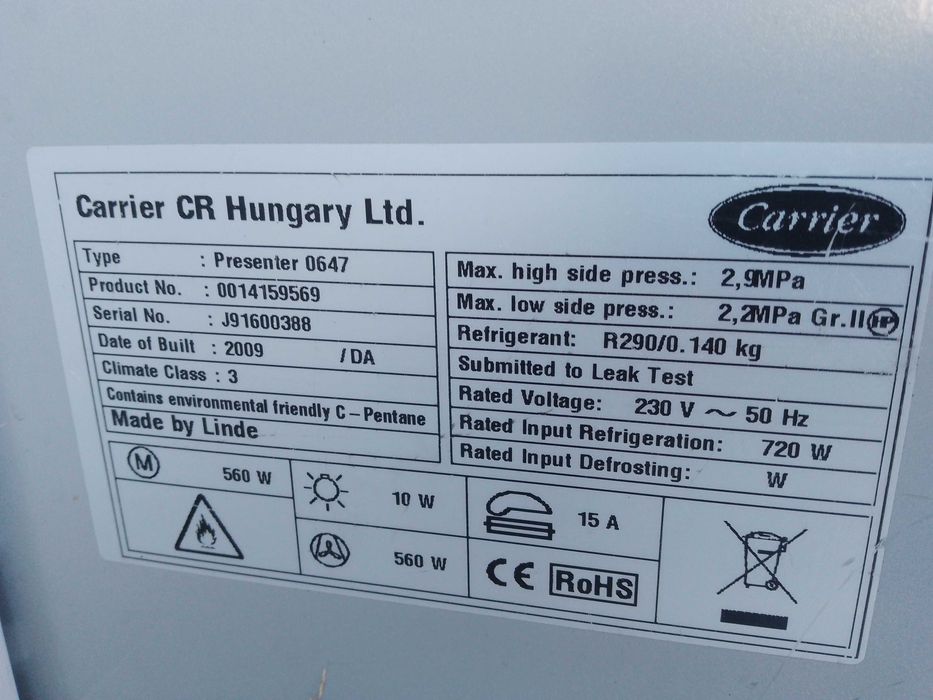 Carrier CR Hungary Ltd.
Carrier
Type : Presenter 0647
Product No. : 0014159569
Serial No. : J91600388
Date of Built : 2009 /DA
Climate Class : 3
Contains environmental friendly C - Pentane
Made by Linde
Max. high side press.: 2,9MPa
Max. low side press.: 2,2MPa Gr.II HP
Refrigerant: R290/0.140 kg
Submitted to Leak Test
Rated Voltage: 230 V ~ 50 Hz
Rated Input Refrigeration: 720 W
Rated Input Defrosting: W
M 560 W
10 W
560 W
15 A
CE RoHS